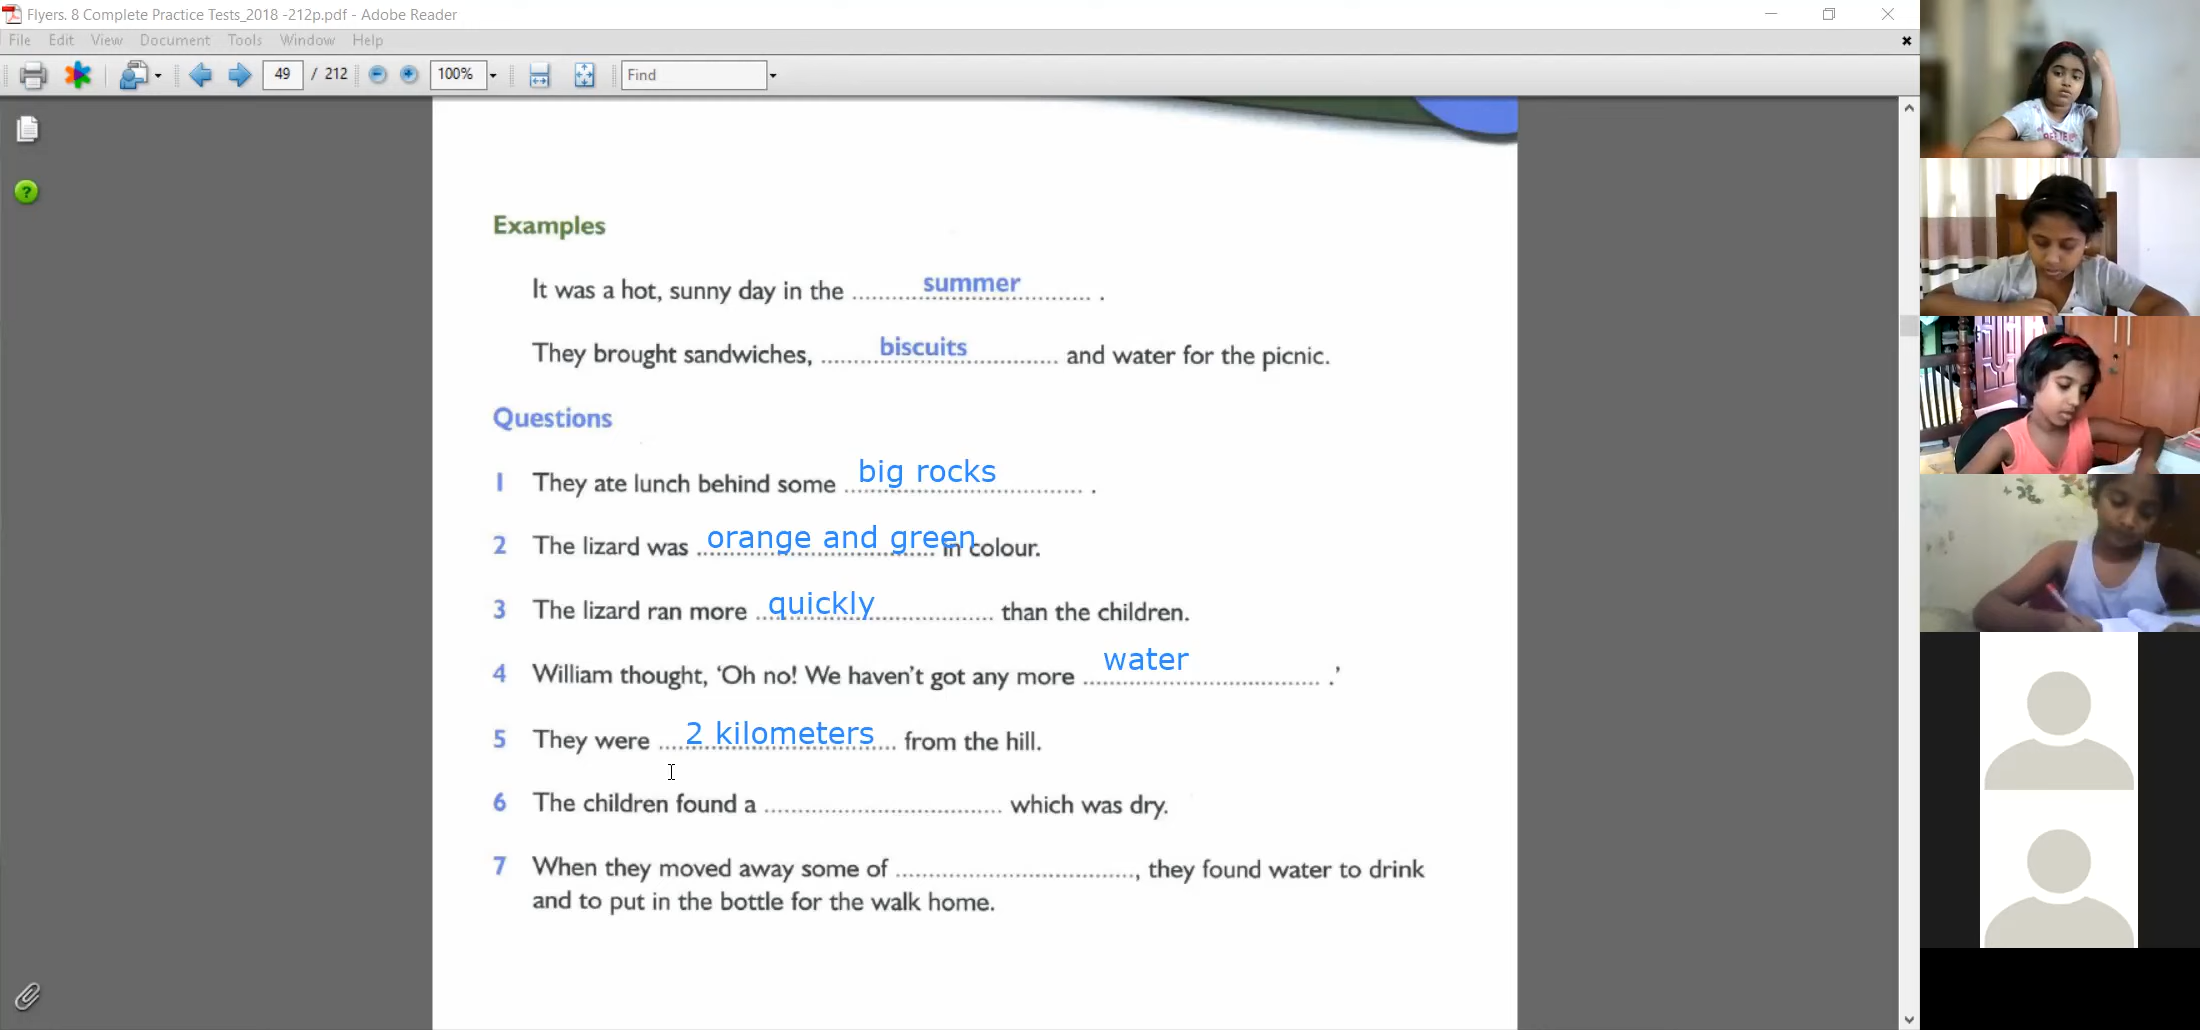 Flyers. 8 Complete Practice Tests_2018 -212p.pdf - Adobe Reader
File Edit View Document Tools Window Help
49 / 212 100% Find
Examples
It was a hot, sunny day in the .......... summer .......... .
They brought sandwiches, .......... biscuits .......... and water for the picnic.
Questions
1 They ate lunch behind some big rocks .
2 The lizard was orange and green in colour.
3 The lizard ran more quickly than the children.
4 William thought, ‘Oh no! We haven’t got any more water .’
5 They were 2 kilometers from the hill.
6 The children found a .......... which was dry.
7 When they moved away some of .........., they found water to drink
and to put in the bottle for the walk home.